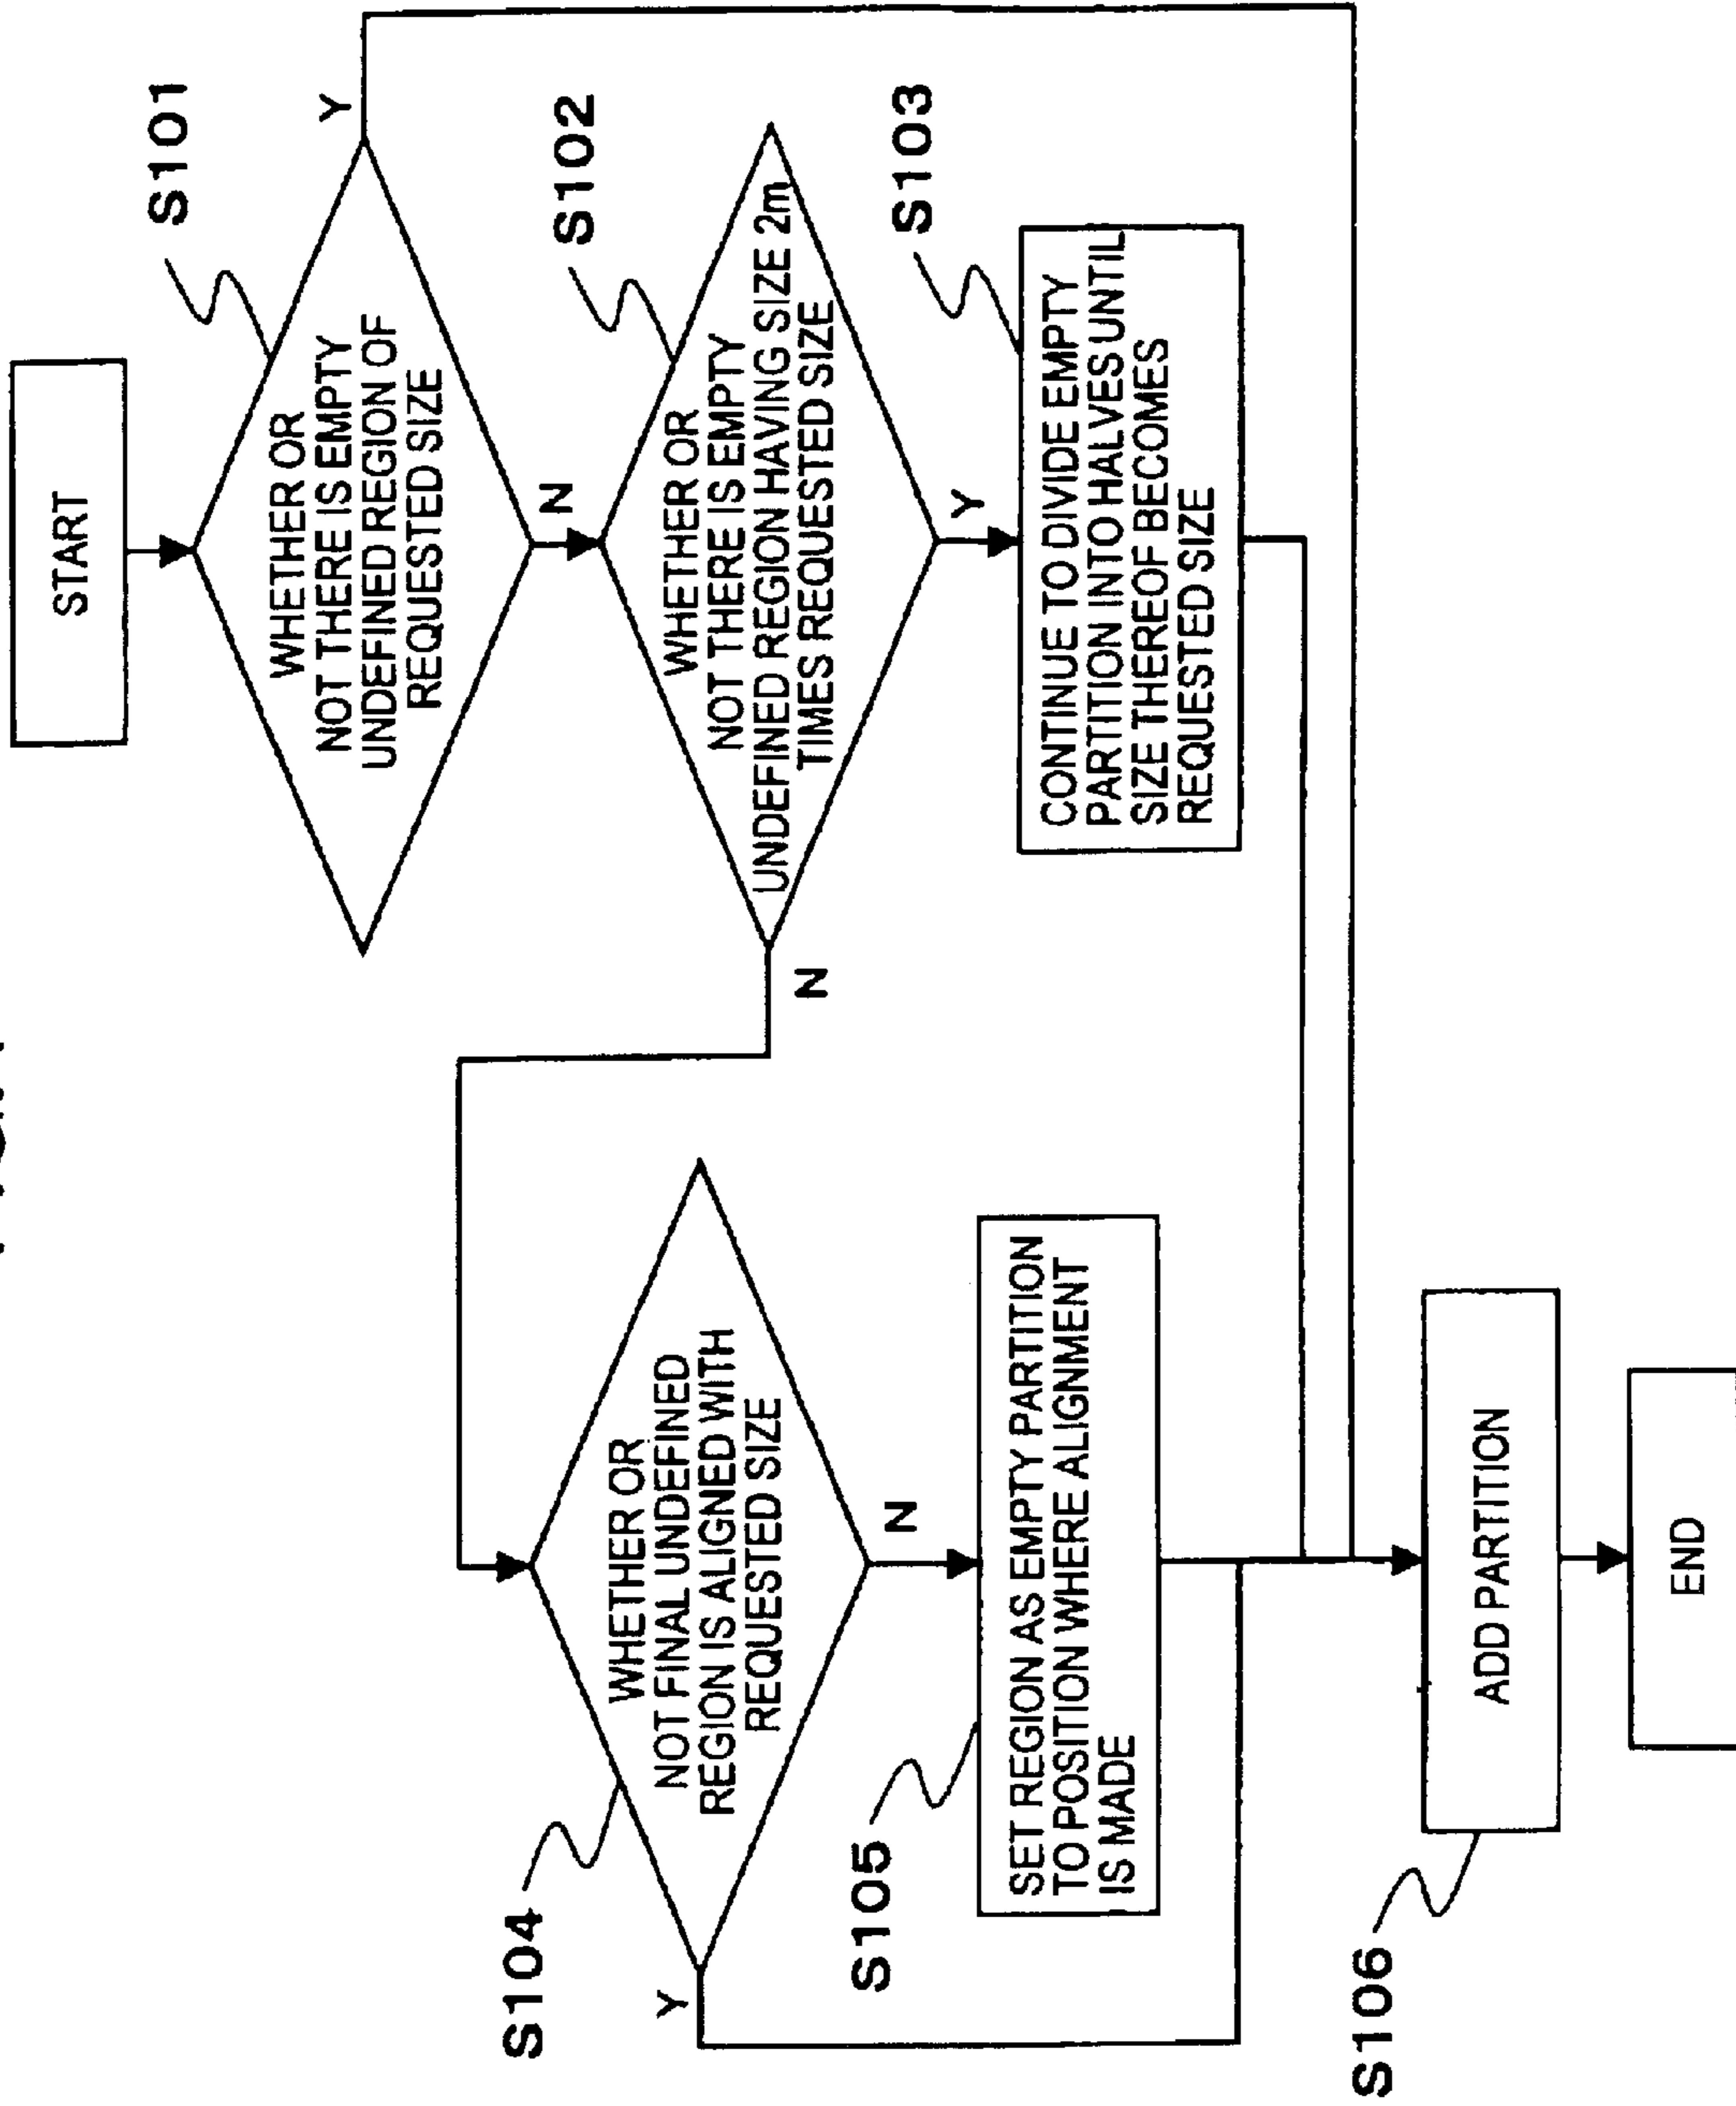 START
S101
WHETHER OR
NOT THERE IS EMPTY
UNDEFINED REGION OF
REQUESTED SIZE
Y
N
S102
WHETHER OR
NOT THERE IS EMPTY
UNDEFINED REGION HAVING SIZE 2m
TIMES REQUESTED SIZE
N
Y
S103
CONTINUE TO DIVIDE EMPTY
PARTITION INTO HALVES UNTIL
SIZE THEREOF BECOMES
REQUESTED SIZE
S104
WHETHER OR
NOT FINAL UNDEFINED
REGION IS ALIGNED WITH
REQUESTED SIZE
Y
N
S105
SET REGION AS EMPTY PARTITION
TO POSITION WHERE ALIGNMENT
IS MADE
S106
ADD PARTITION
END